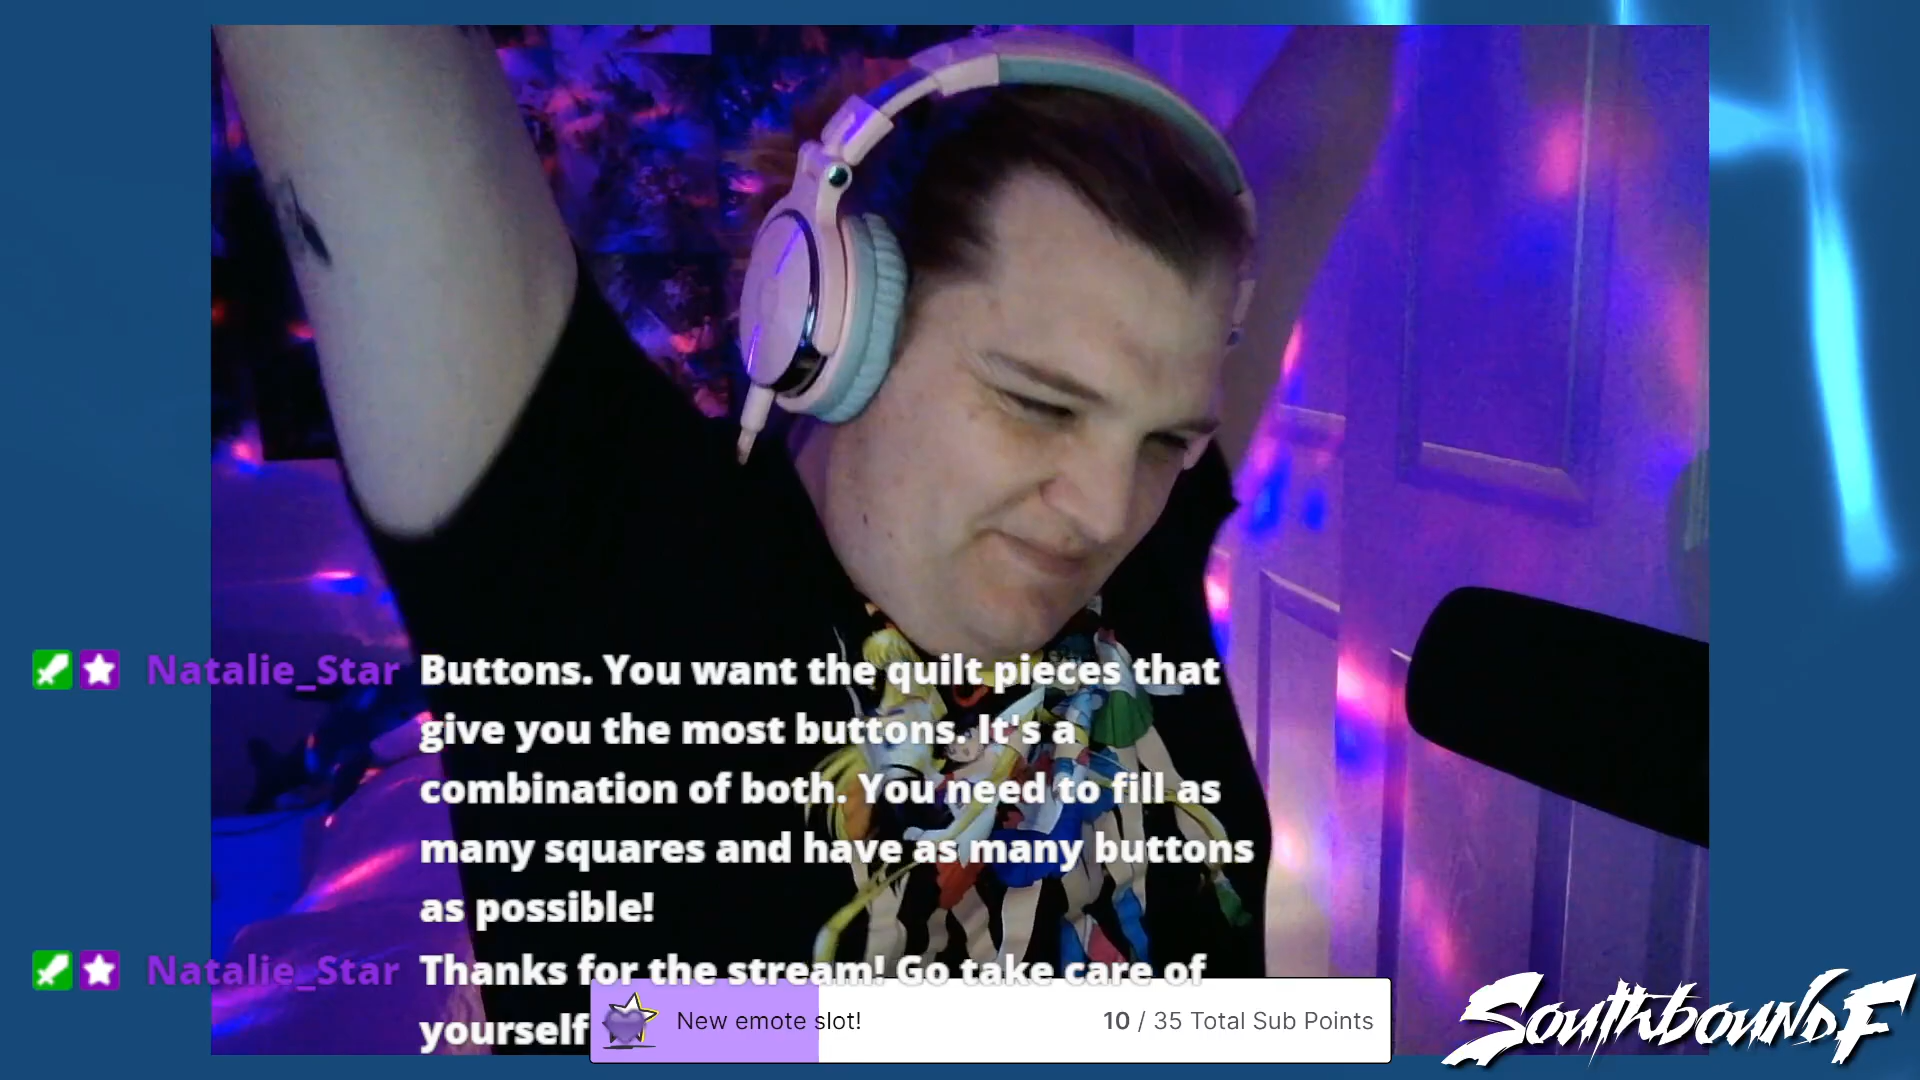 Natalie_Star Buttons. You want the quilt pieces that
give you the most buttons. It's a
combination of both. You need to fill as
many squares and have as many buttons
as possible!
Natalie_Star Thanks for the stream! Go take care of
yourself
New emote slot! 10 / 35 Total Sub Points
SouthboundF